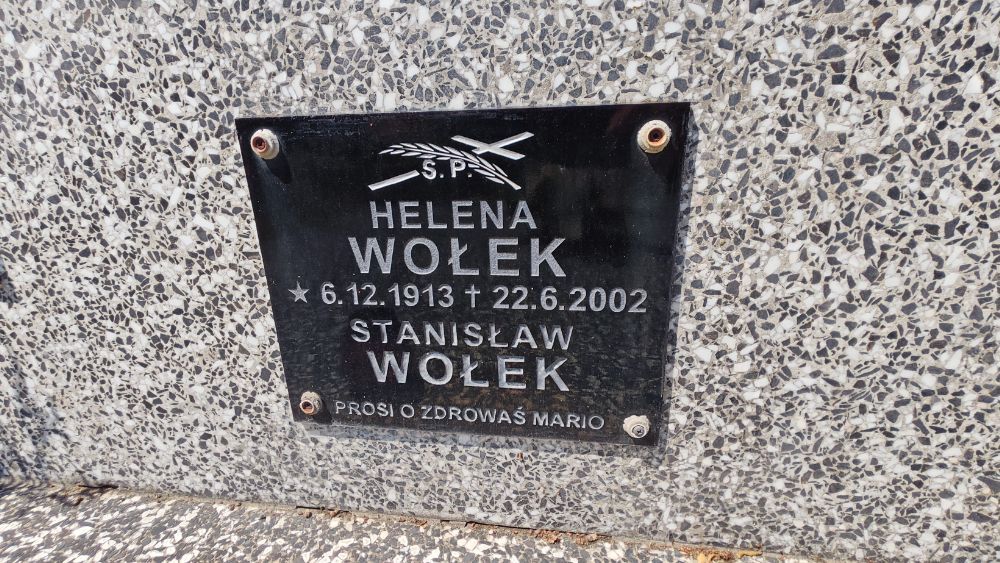 Ś. P.
HELENA
WOŁEK
★ 6.12.1913 † 22.6.2002
STANISŁAW
WOŁEK
PROSI O ZDROWAŚ MARIO